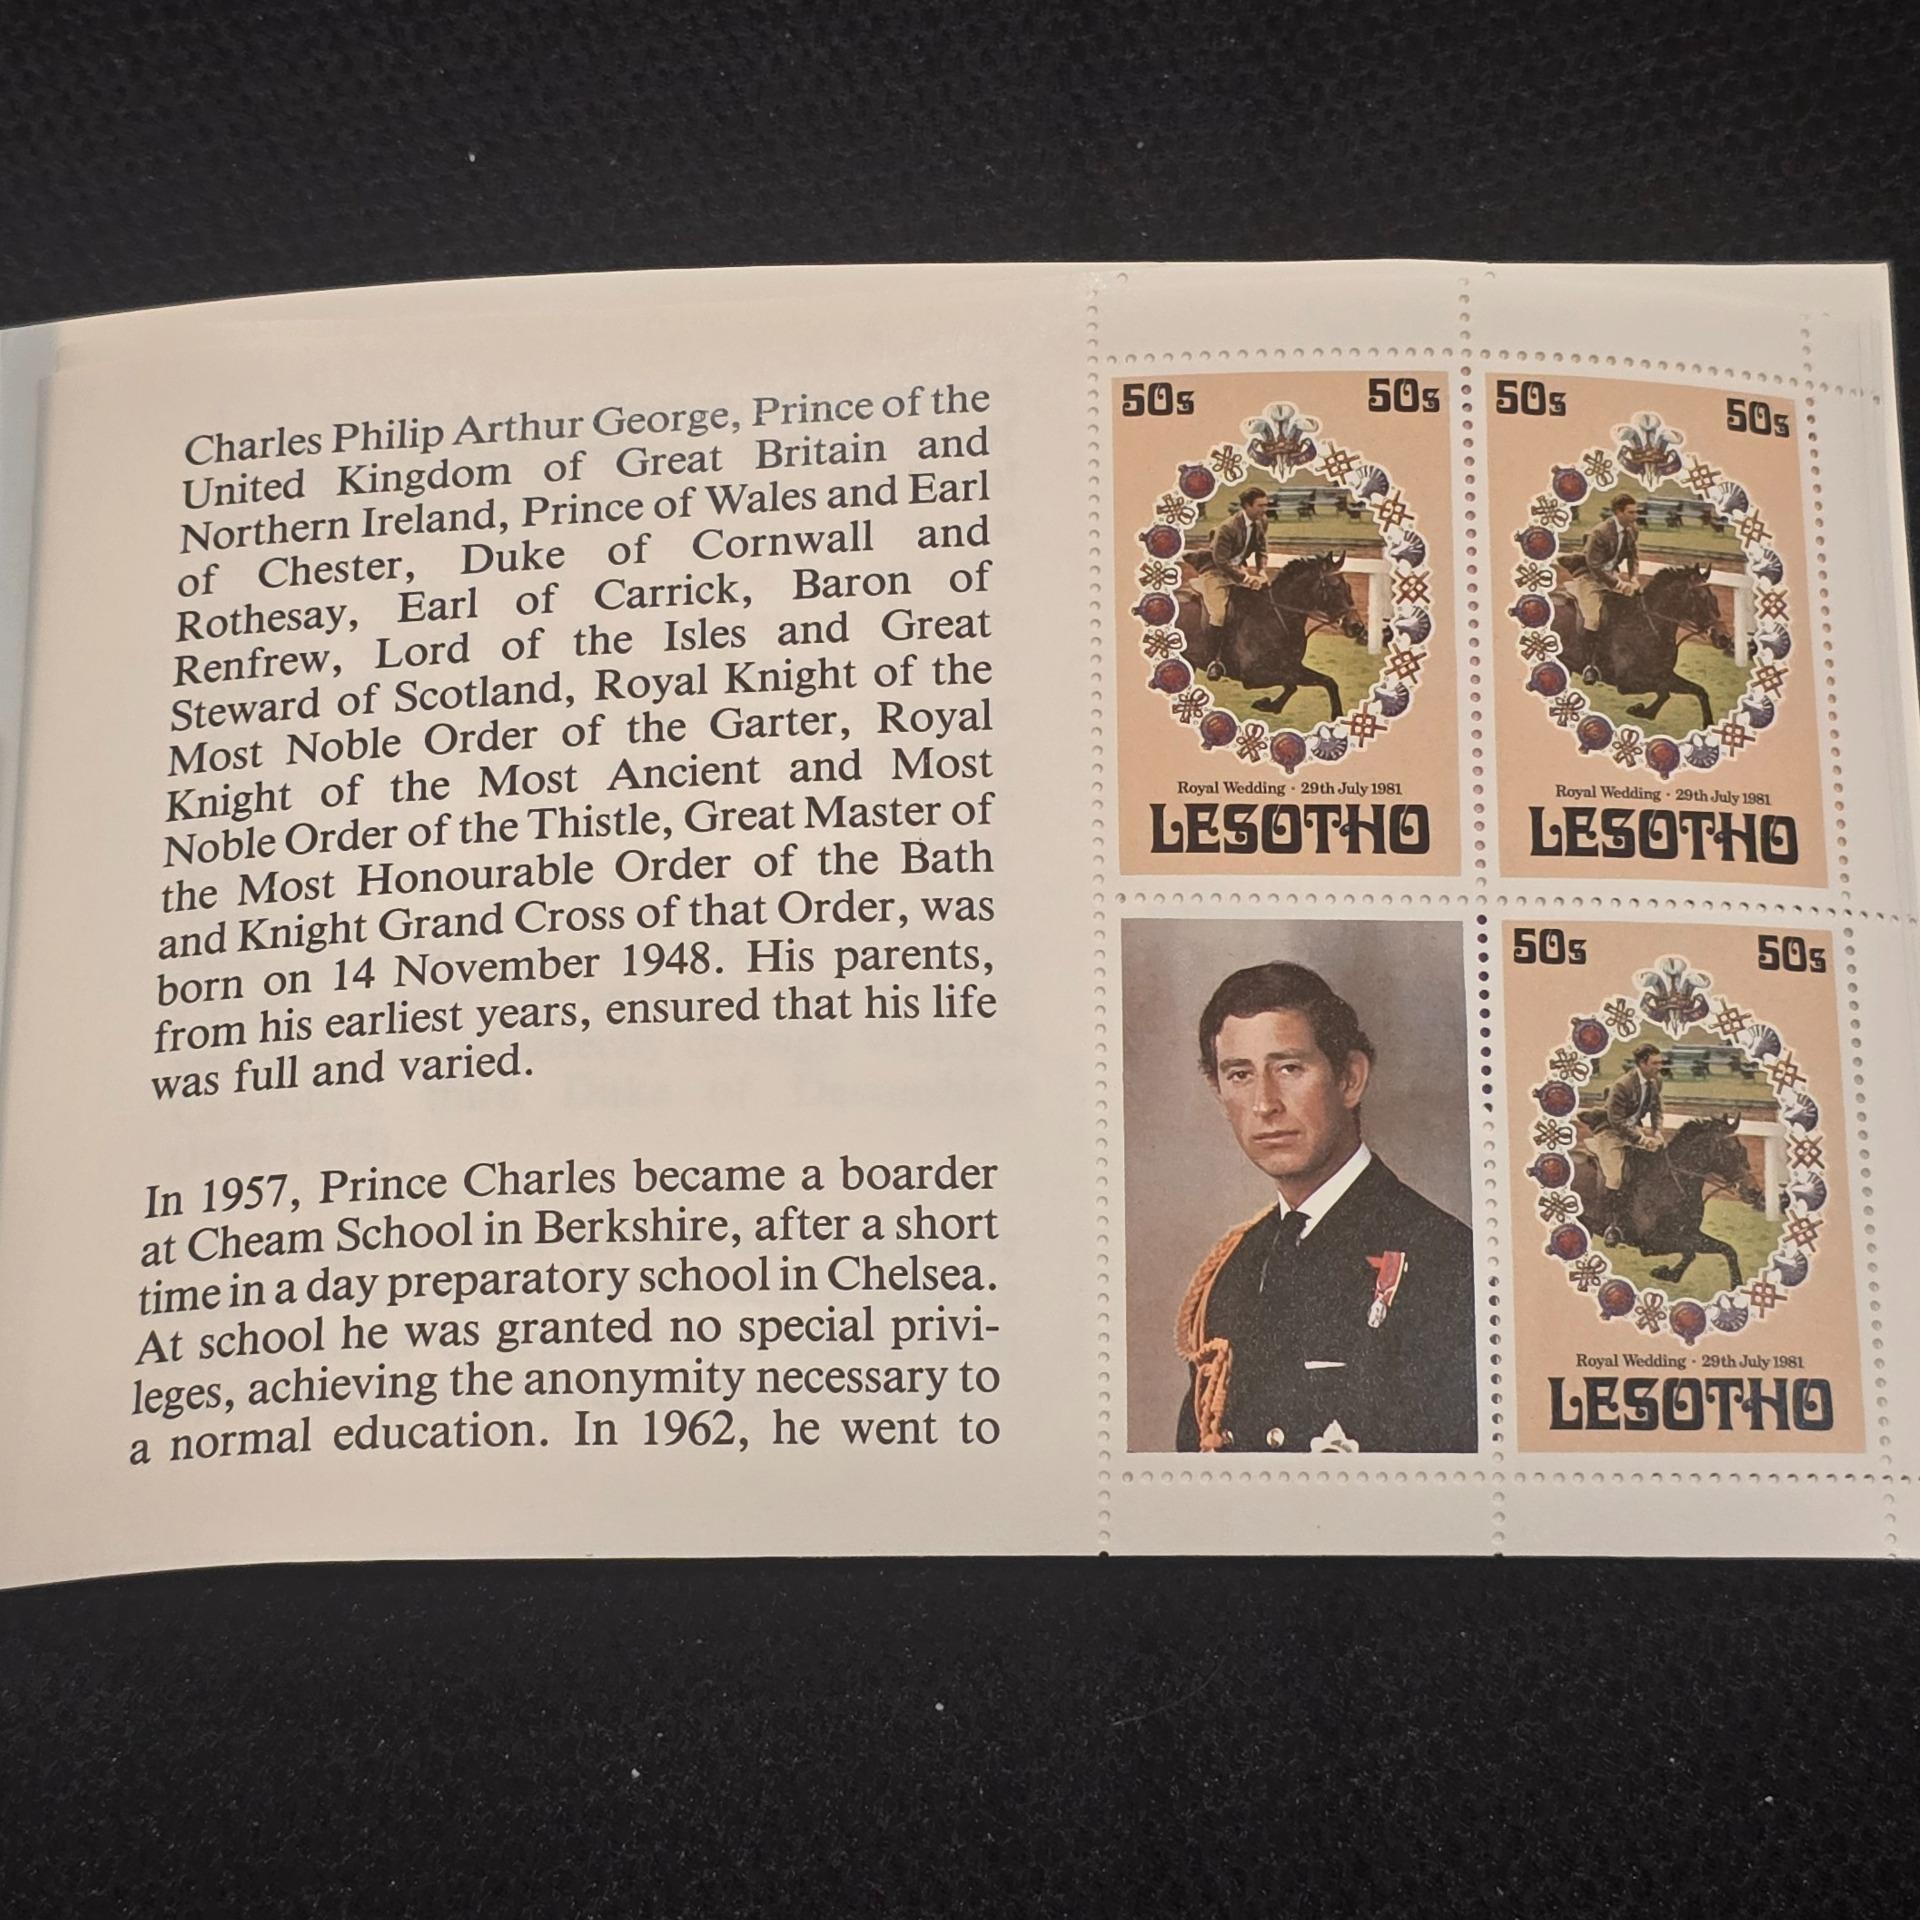 Charles Philip Arthur George, Prince of the
United Kingdom of Great Britain and
Northern Ireland, Prince of Wales and Earl
of Chester, Duke of Cornwall and
Rothesay, Earl of Carrick, Baron of
Renfrew, Lord of the Isles and Great
Steward of Scotland, Royal Knight of the
Most Noble Order of the Garter, Royal
Knight of the Most Ancient and Most
Noble Order of the Thistle, Great Master of
the Most Honourable Order of the Bath
and Knight Grand Cross of that Order, was
born on 14 November 1948. His parents,
from his earliest years, ensured that his life
was full and varied.
In 1957, Prince Charles became a boarder
at Cheam School in Berkshire, after a short
time in a day preparatory school in Chelsea.
At school he was granted no special privi-
leges, achieving the anonymity necessary to
a normal education. In 1962, he went to
50s 50s
Royal Wedding · 29th July 1981
LESOTHO
50s 50s
Royal Wedding · 29th July 1981
LESOTHO
50s 50s
Royal Wedding · 29th July 1981
LESOTHO